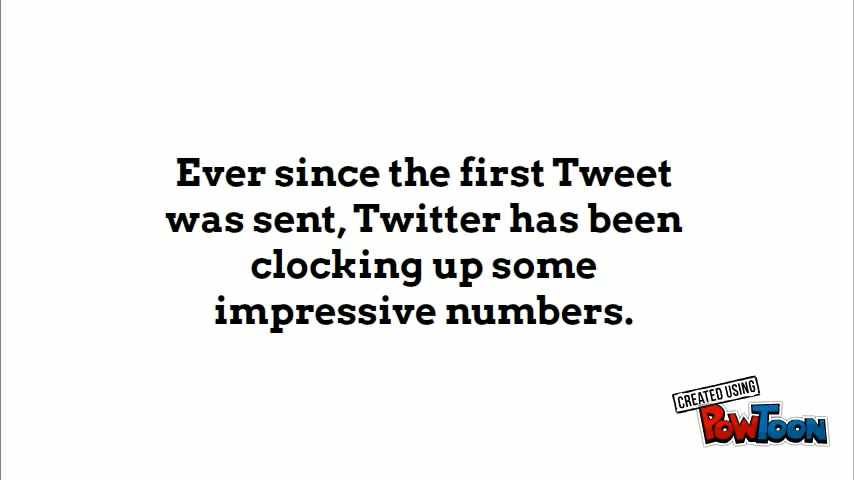 Ever since the first Tweet
was sent, Twitter has been
clocking up some
impressive numbers.
CREATED USING
POWTOON